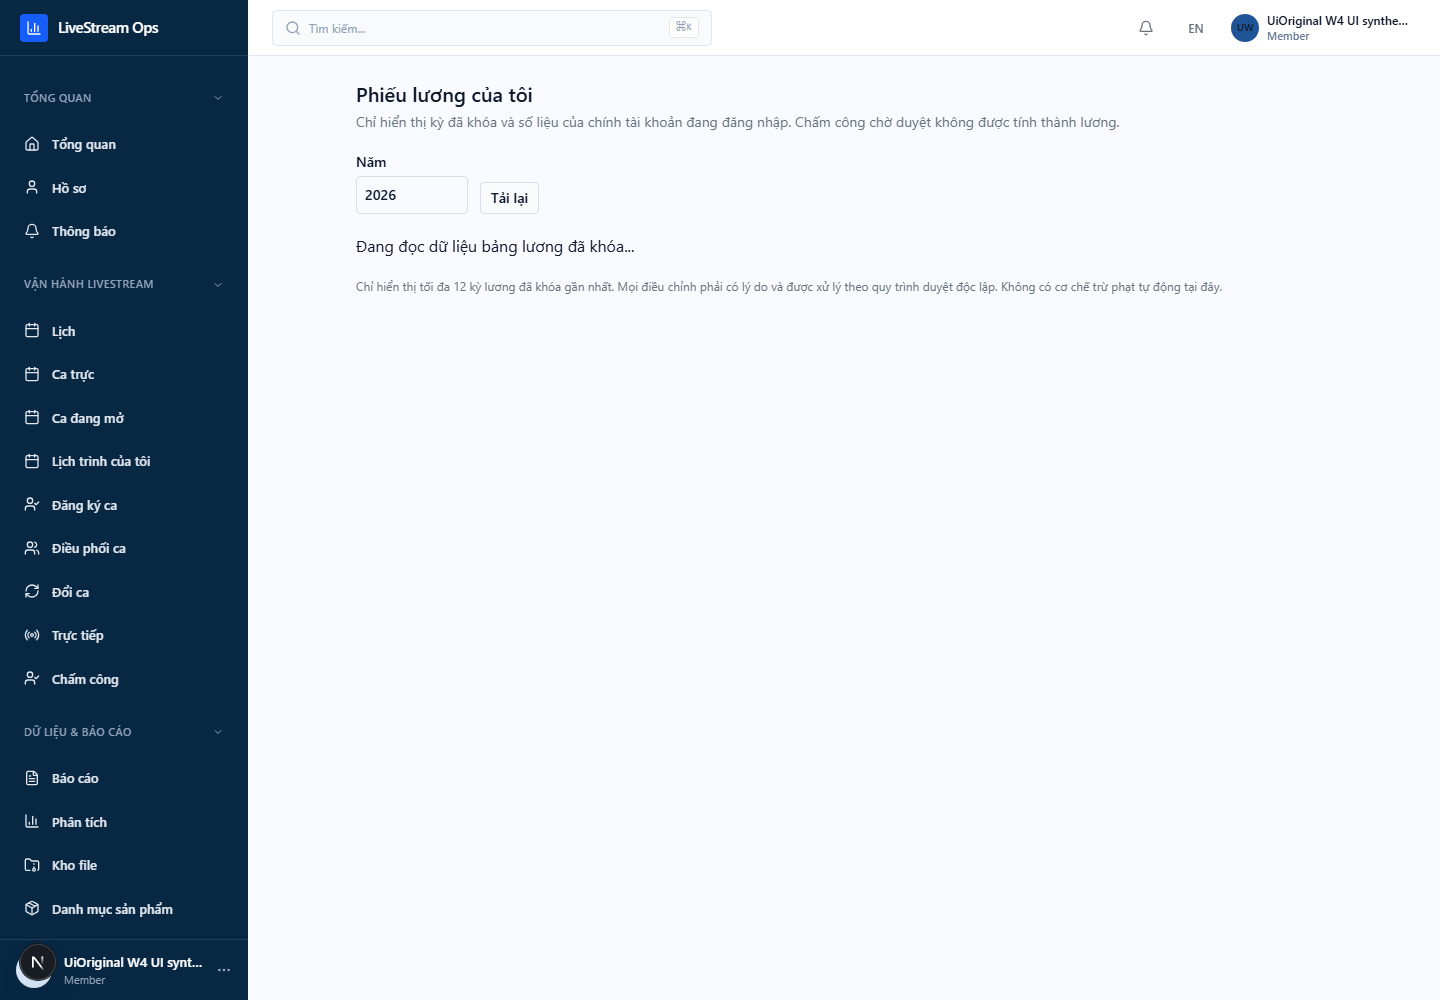 LiveStream Ops
Tìm kiếm...
⌘K
EN
UW
UiOriginal W4 UI synthe...
Member
TỔNG QUAN
Tổng quan
Hồ sơ
Thông báo
VẬN HÀNH LIVESTREAM
Lịch
Ca trực
Ca đang mở
Lịch trình của tôi
Đăng ký ca
Điều phối ca
Đổi ca
Trực tiếp
Chấm công
DỮ LIỆU & BÁO CÁO
Báo cáo
Phân tích
Kho file
Danh mục sản phẩm
N
UiOriginal W4 UI synt...
Member
Phiếu lương của tôi
Chỉ hiển thị kỳ đã khóa và số liệu của chính tài khoản đang đăng nhập. Chấm công chờ duyệt không được tính thành lương.
Năm
2026
Tải lại
Đang đọc dữ liệu bảng lương đã khóa...
Chỉ hiển thị tối đa 12 kỳ lương đã khóa gần nhất. Mọi điều chỉnh phải có lý do và được xử lý theo quy trình duyệt độc lập. Không có cơ chế trừ phạt tự động tại đây.